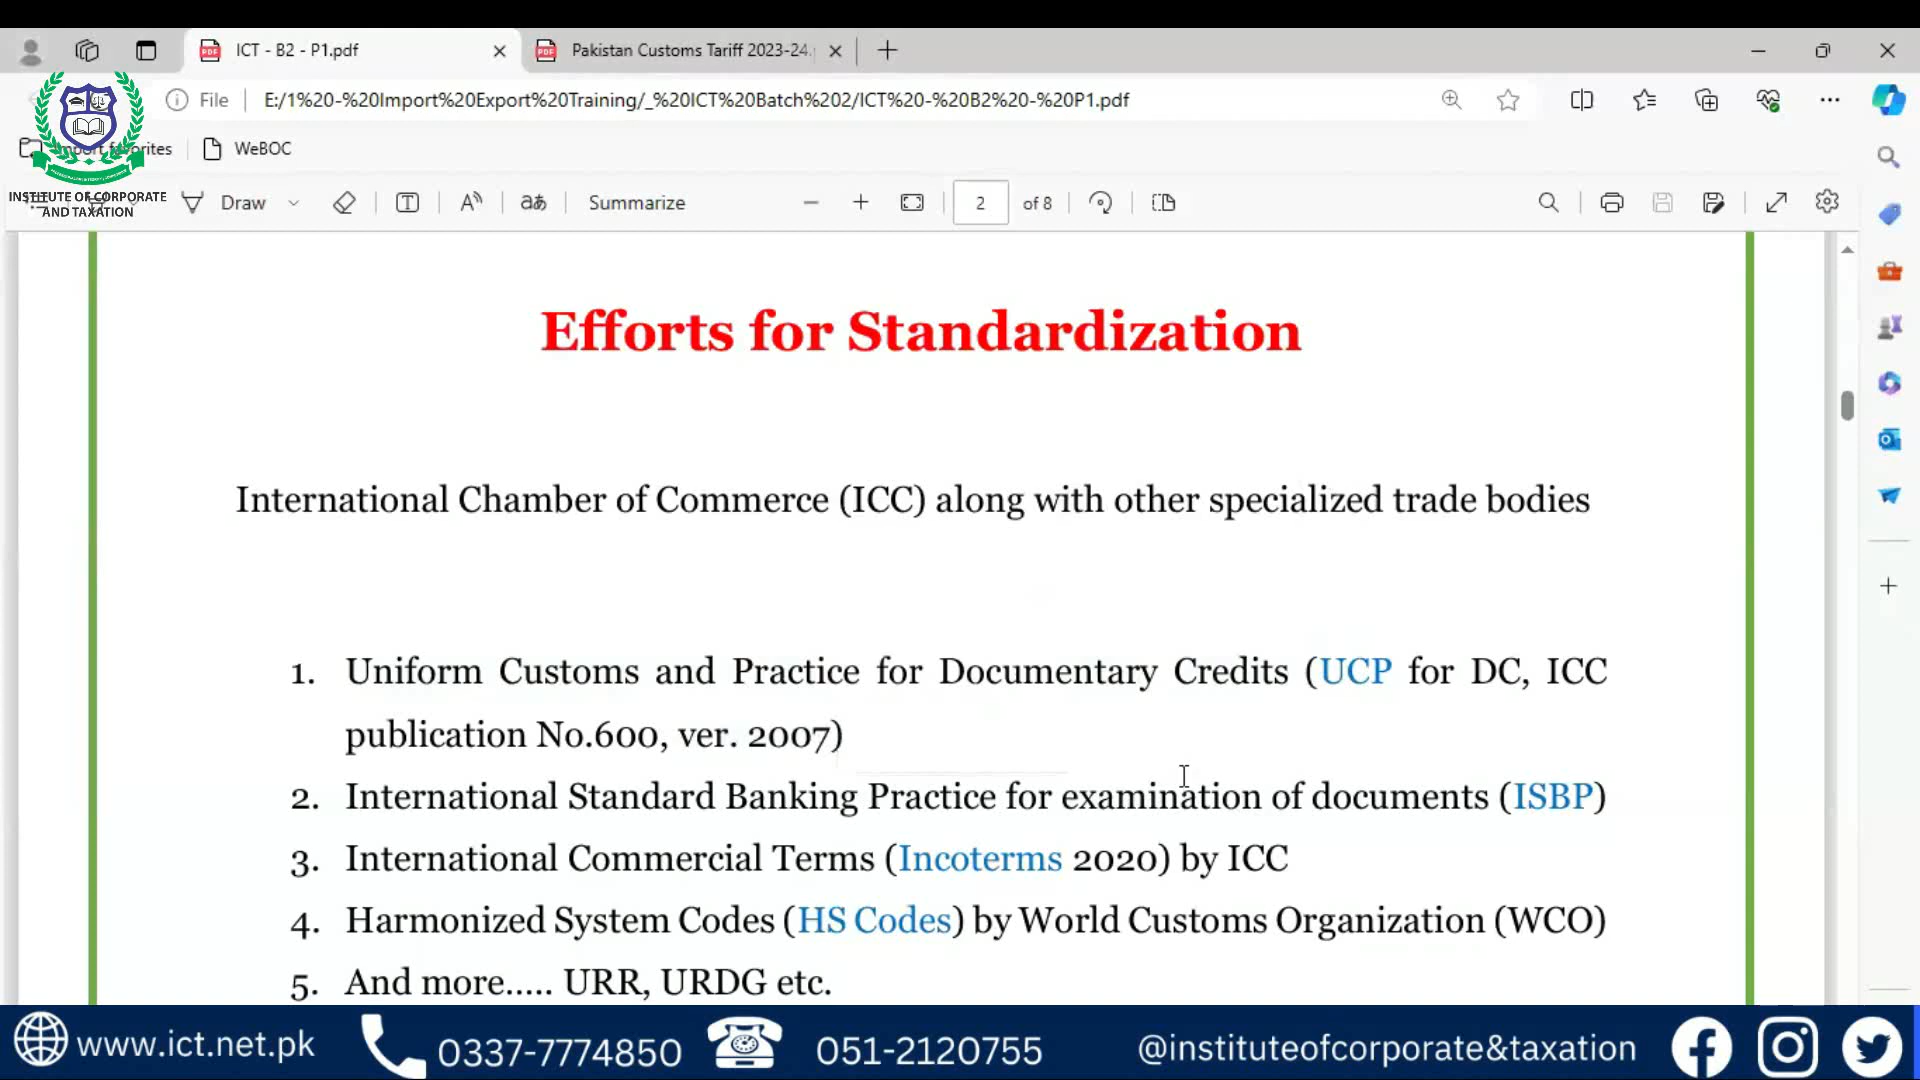 ICT - B2 - P1.pdf
Pakistan Customs Tariff 2023-24.
File
E:/1%20-%20Import%20Export%20Training/_%20ICT%20Batch%202/ICT%20-%20B2%20-%20P1.pdf
Import favorites
WeBOC
INSTITUTE OF CORPORATE
AND TAXATION
Draw
Summarize
2
of 8
Efforts for Standardization
International Chamber of Commerce (ICC) along with other specialized trade bodies
1. Uniform Customs and Practice for Documentary Credits (UCP for DC, ICC
publication No.600, ver. 2007)
2. International Standard Banking Practice for examination of documents (ISBP)
3. International Commercial Terms (Incoterms 2020) by ICC
4. Harmonized System Codes (HS Codes) by World Customs Organization (WCO)
5. And more..... URR, URDG etc.
www.ict.net.pk
0337-7774850
051-2120755
@instituteofcorporate&taxation